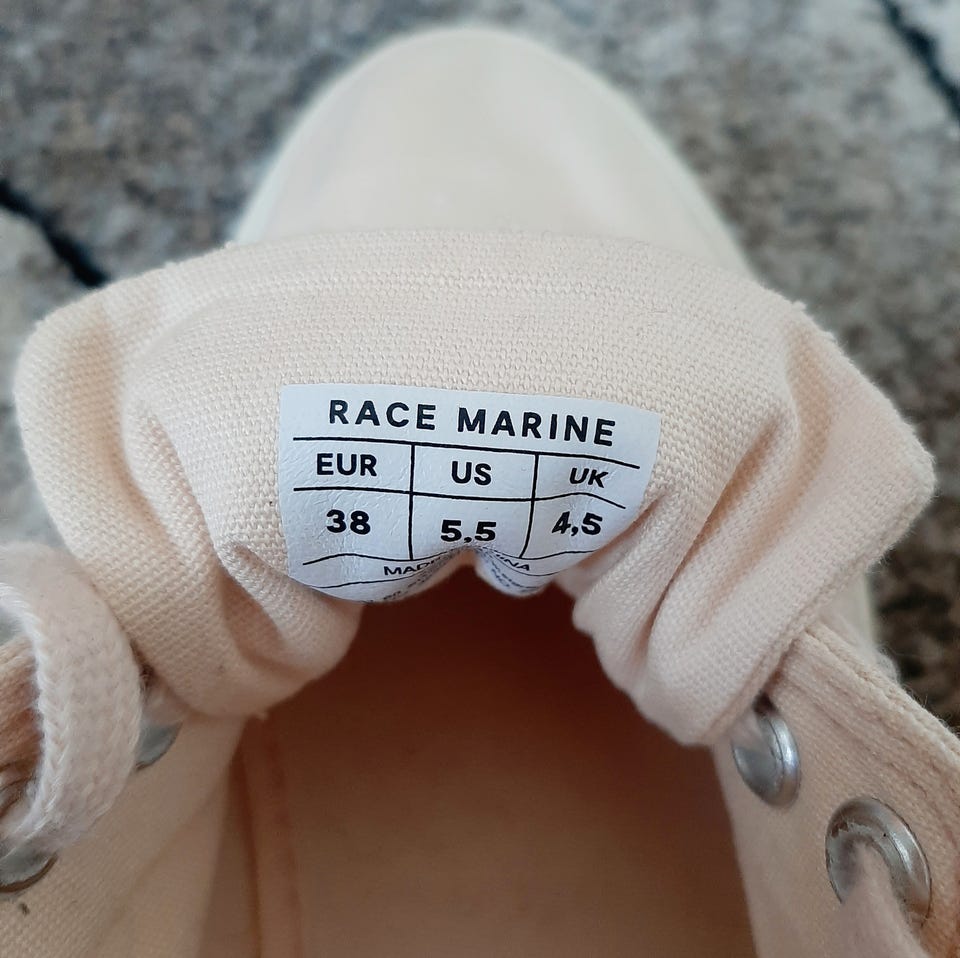 RACE MARINE
EUR US UK
38 5,5 4,5